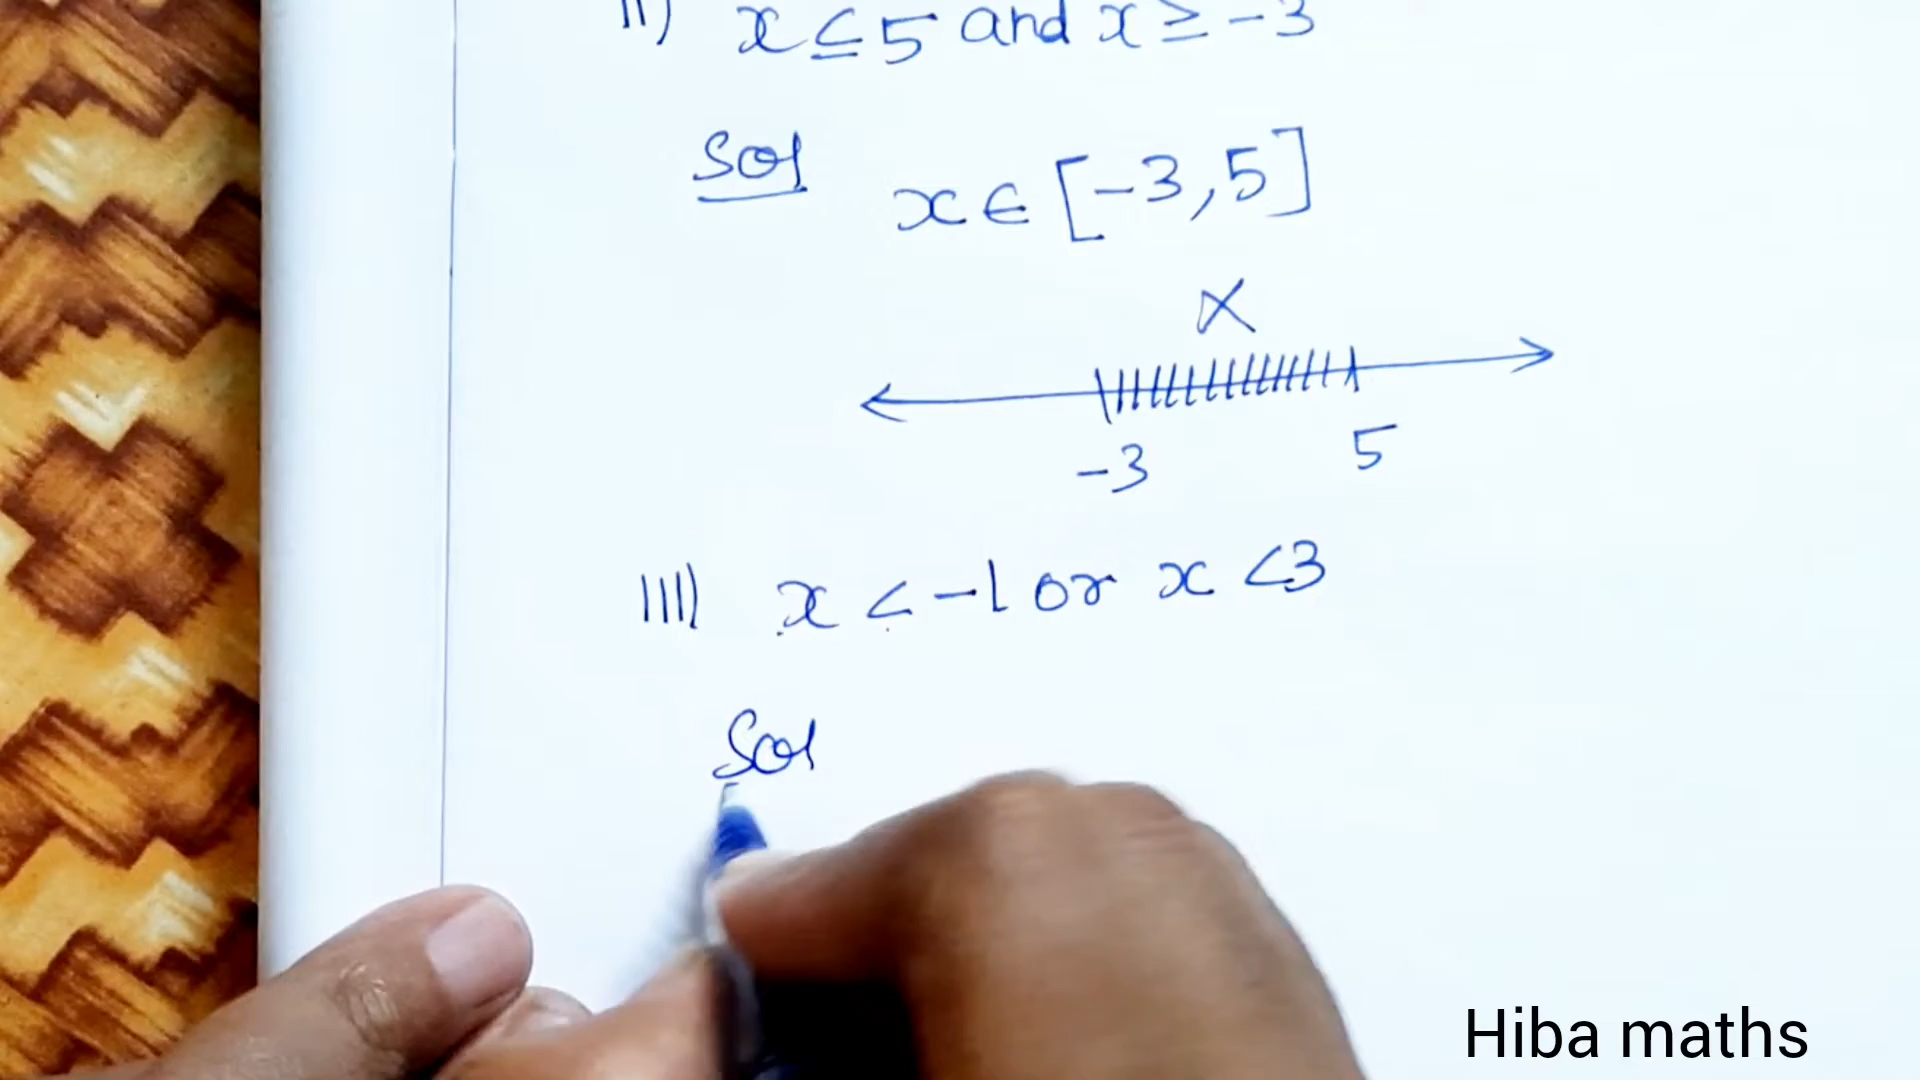 II) x ≤ 5 and x ≥ -3
Sol x ∈ [-3, 5]
x
-3 5
III) x < -1 or x < 3
Sol
Hiba maths